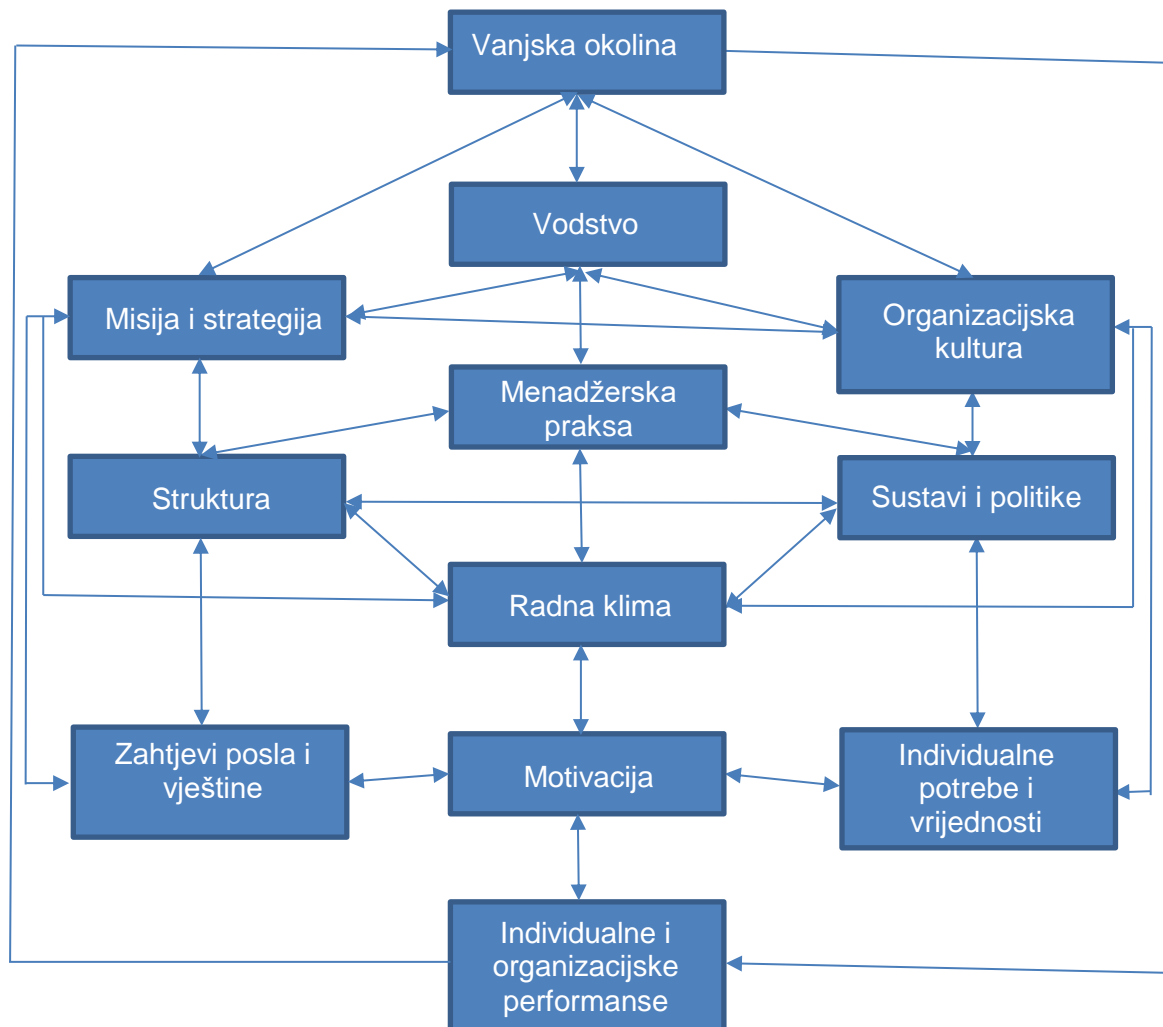 Vanjska okolina
Vodstvo
Misija i strategija
Organizacijska
kultura
Menadžerska
praksa
Struktura
Sustavi i politike
Radna klima
Zahtjevi posla i
vještine
Motivacija
Individualne
potrebe i
vrijednosti
Individualne i
organizacijske
performanse